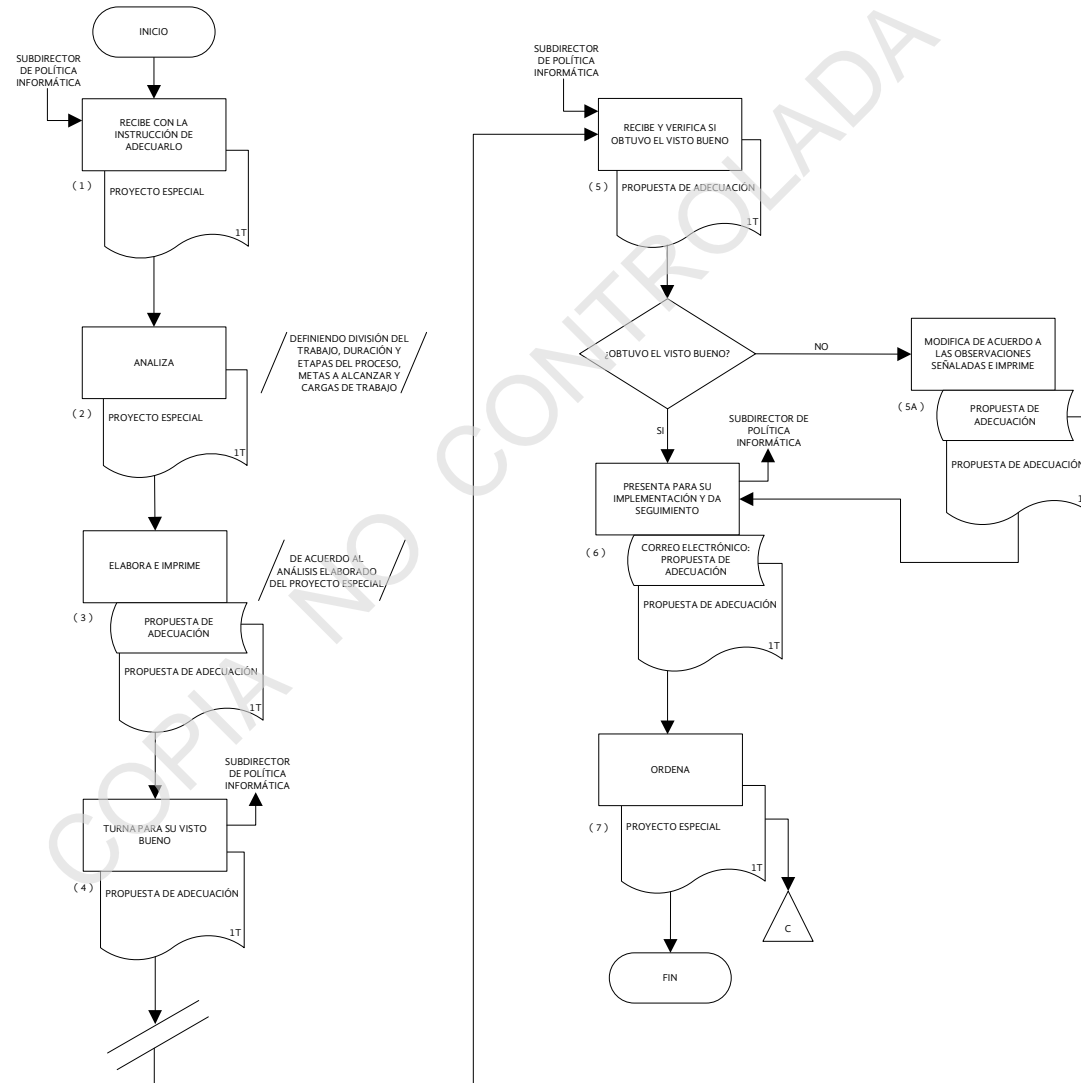 INICIO
SUBDIRECTOR
DE POLÍTICA
INFORMÁTICA
RECIBE CON LA
INSTRUCCIÓN DE
ADECUARLO
( 1 )
PROYECTO ESPECIAL
1T
ANALIZA
DEFINIENDO DIVISIÓN DEL
TRABAJO, DURACIÓN Y
ETAPAS DEL PROCESO,
METAS A ALCANZAR Y
CARGAS DE TRABAJO
( 2 )
PROYECTO ESPECIAL
1T
ELABORA E IMPRIME
DE ACUERDO AL
ANÁLISIS ELABORADO
DEL PROYECTO ESPECIAL
( 3 )
PROPUESTA DE
ADECUACIÓN
PROPUESTA DE ADECUACIÓN
1T
SUBDIRECTOR
DE POLÍTICA
INFORMÁTICA
TURNA PARA SU VISTO
BUENO
( 4 )
PROPUESTA DE ADECUACIÓN
1T
SUBDIRECTOR
DE POLÍTICA
INFORMÁTICA
RECIBE Y VERIFICA SI
OBTUVO EL VISTO BUENO
( 5 )
PROPUESTA DE ADECUACIÓN
1T
¿OBTUVO EL VISTO BUENO?
NO
MODIFICA DE ACUERDO A
LAS OBSERVACIONES
SEÑALADAS E IMPRIME
( 5A )
PROPUESTA DE
ADECUACIÓN
PROPUESTA DE ADECUACIÓN
1
SI
SUBDIRECTOR DE
POLÍTICA
INFORMÁTICA
PRESENTA PARA SU
IMPLEMENTACIÓN Y DA
SEGUIMIENTO
( 6 )
CORREO ELECTRÓNICO:
PROPUESTA DE
ADECUACIÓN
PROPUESTA DE ADECUACIÓN
1T
ORDENA
( 7 )
PROYECTO ESPECIAL
1T
C
FIN
COPIA NO CONTROLADA